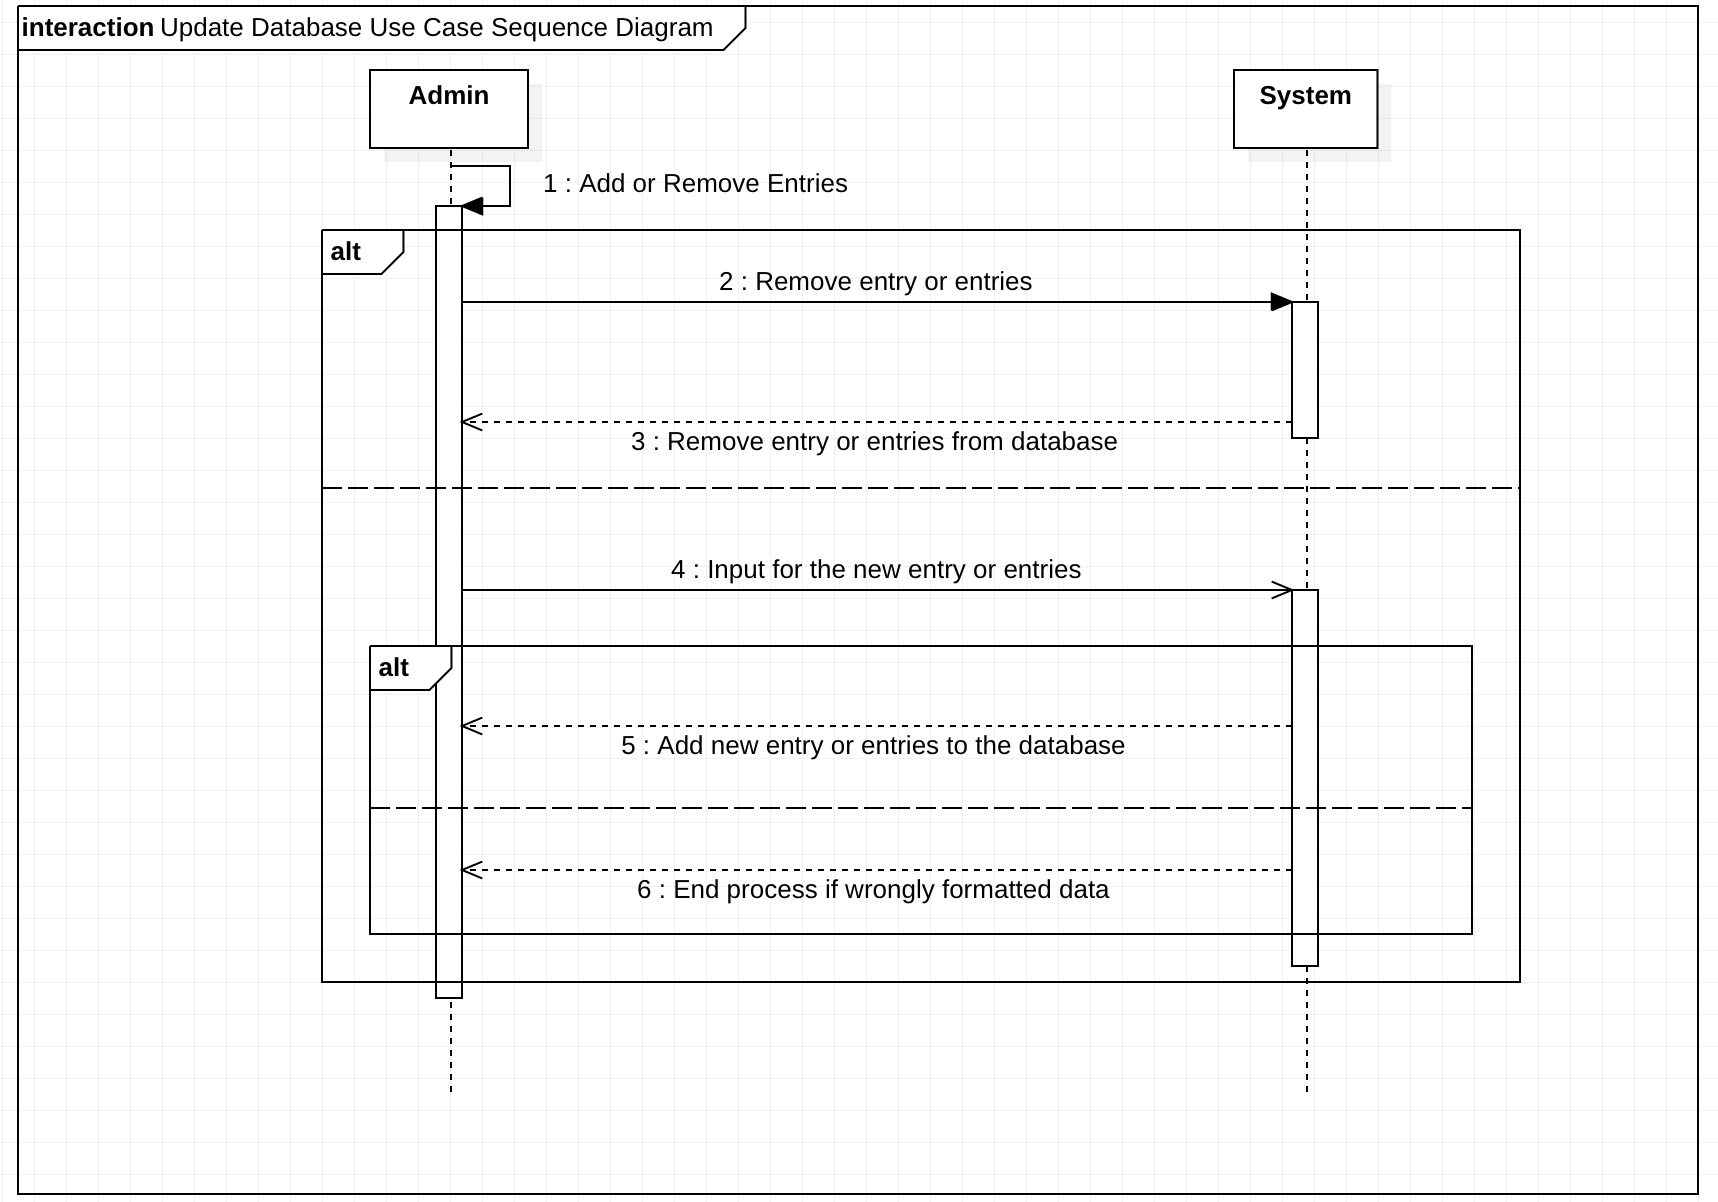 interaction Update Database Use Case Sequence Diagram
Admin
System
1 : Add or Remove Entries
alt
2 : Remove entry or entries
3 : Remove entry or entries from database
4 : Input for the new entry or entries
alt
5 : Add new entry or entries to the database
6 : End process if wrongly formatted data